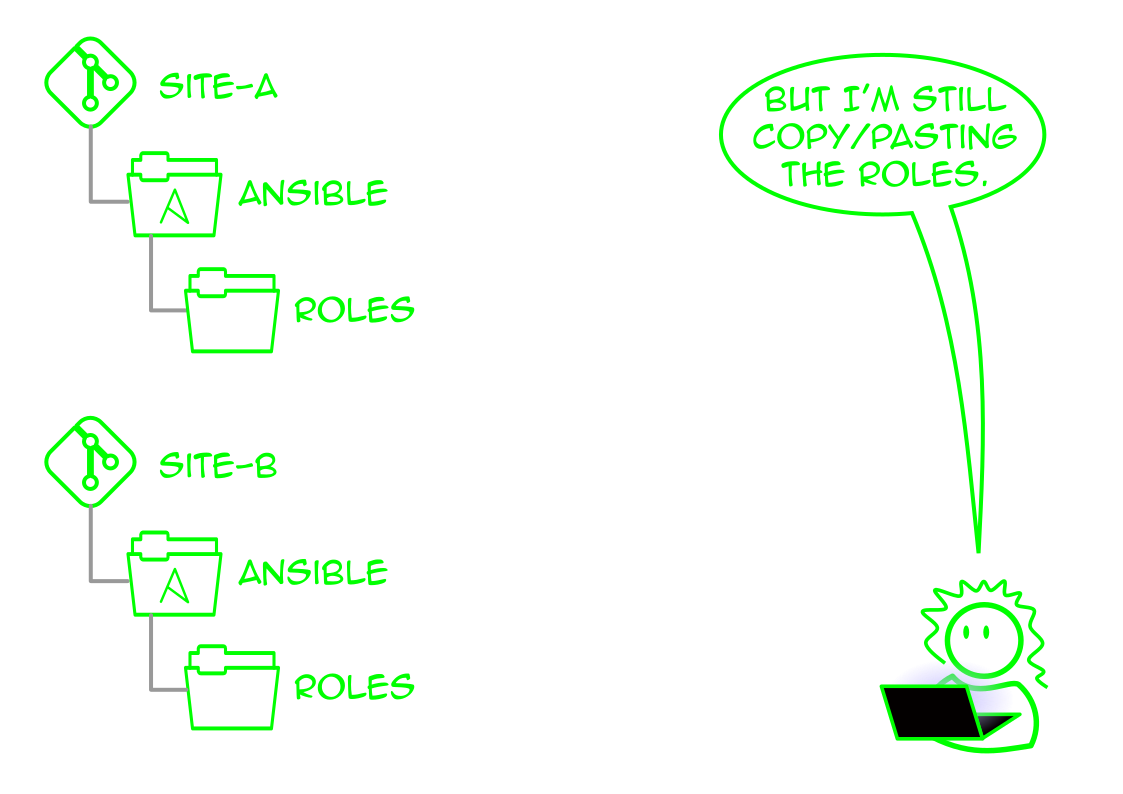 SITE-A
ANSIBLE
ROLES
SITE-B
ANSIBLE
ROLES
BUT I'M STILL
COPY/PASTING
THE ROLES.